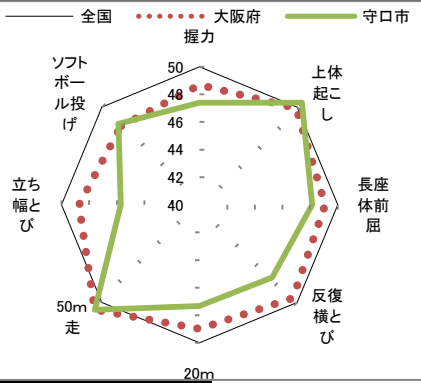 全国 大阪府 守口市
握力
上体
起こ
し
長座
体前
屈
反復
横と
び
20m
50m
走
立ち
幅と
び
ソフト
ボー
ル投
げ
50
48
46
44
42
40